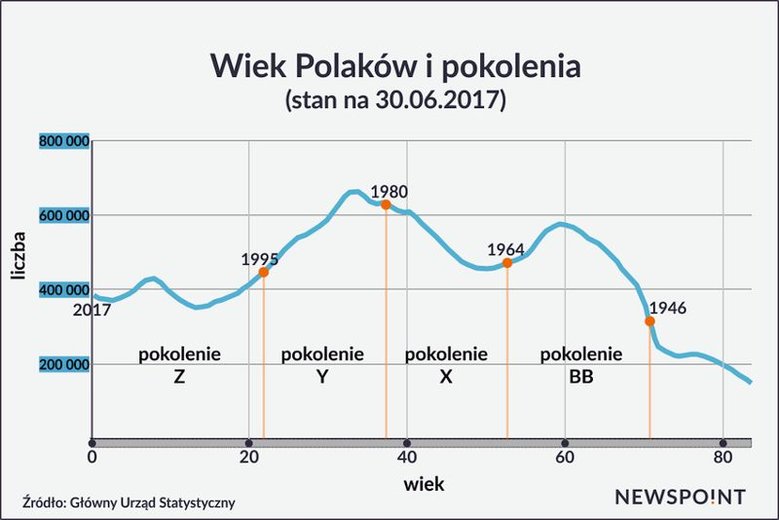 Wiek Polaków i pokolenia
(stan na 30.06.2017)
800 000
600 000
400 000
200 000
liczba
2017
1995
1980
1964
1946
pokolenie
Z
pokolenie
Y
pokolenie
X
pokolenie
BB
0
20
40
60
80
wiek
Źródło: Główny Urząd Statystyczny
NEWSPO!NT